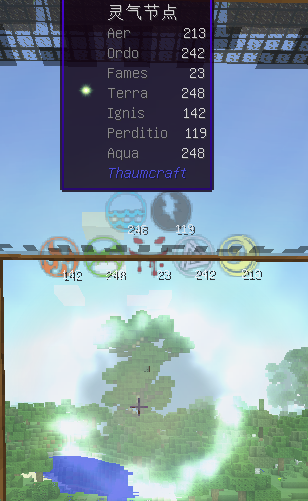 灵气节点
Aer 213
Ordo 242
Fames 23
Terra 248
Ignis 142
Perditio 119
Aqua 248
Thaumcraft
248 119
142 248 23 242 213